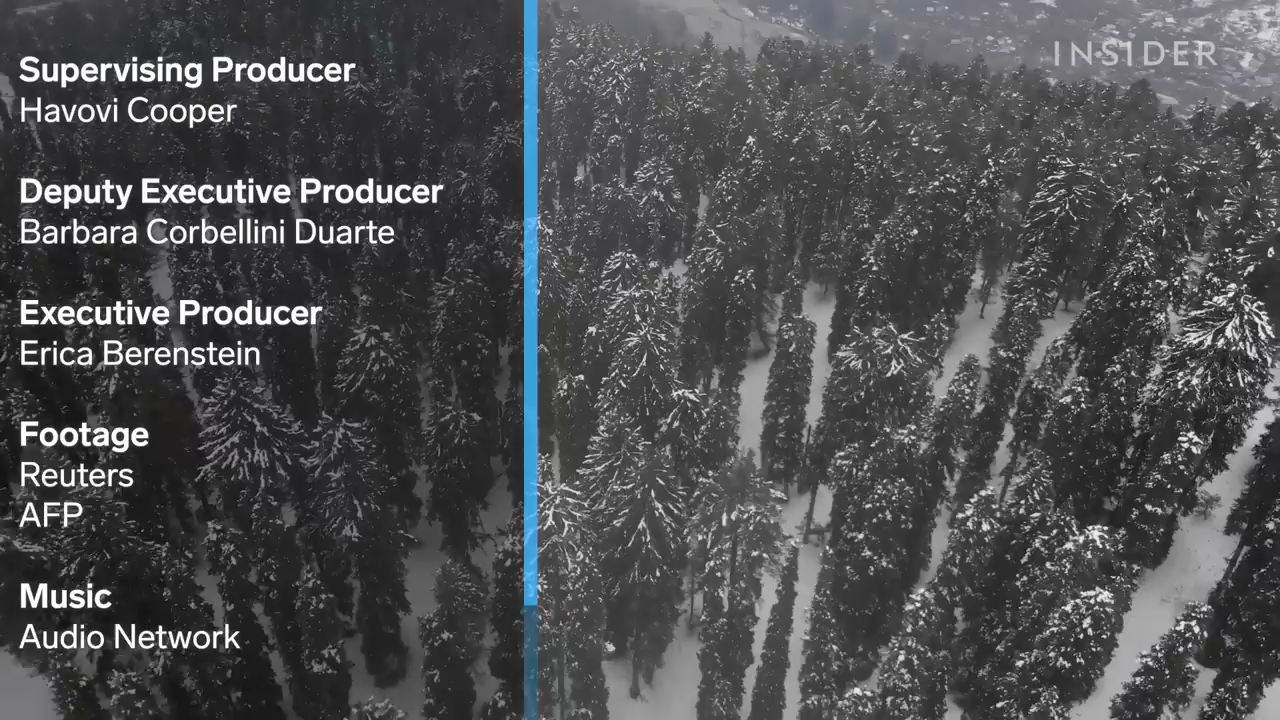 Supervising Producer
Havovi Cooper
Deputy Executive Producer
Barbara Corbellini Duarte
Executive Producer
Erica Berenstein
Footage
Reuters
AFP
Music
Audio Network
INSIDER